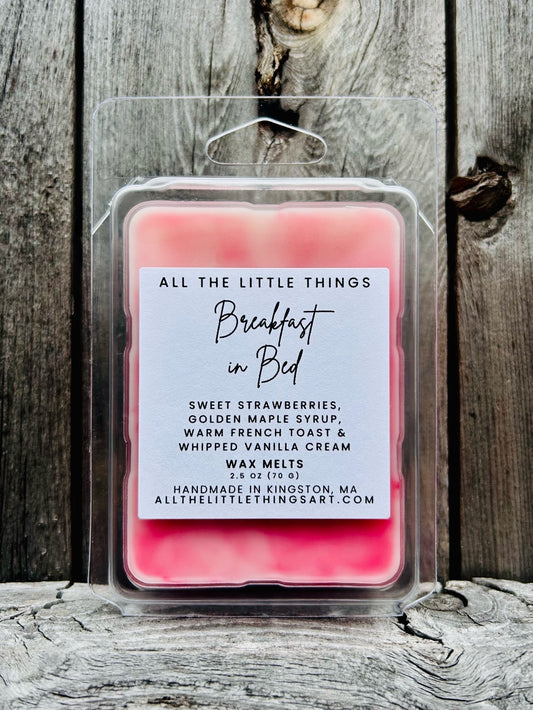 ALL THE LITTLE THINGS
Breakfast
in Bed
SWEET STRAWBERRIES,
GOLDEN MAPLE SYRUP,
WARM FRENCH TOAST &
WHIPPED VANILLA CREAM
WAX MELTS
2.5 OZ (70 G)
HANDMADE IN KINGSTON, MA
ALLTHELITTLETHINGSART.COM